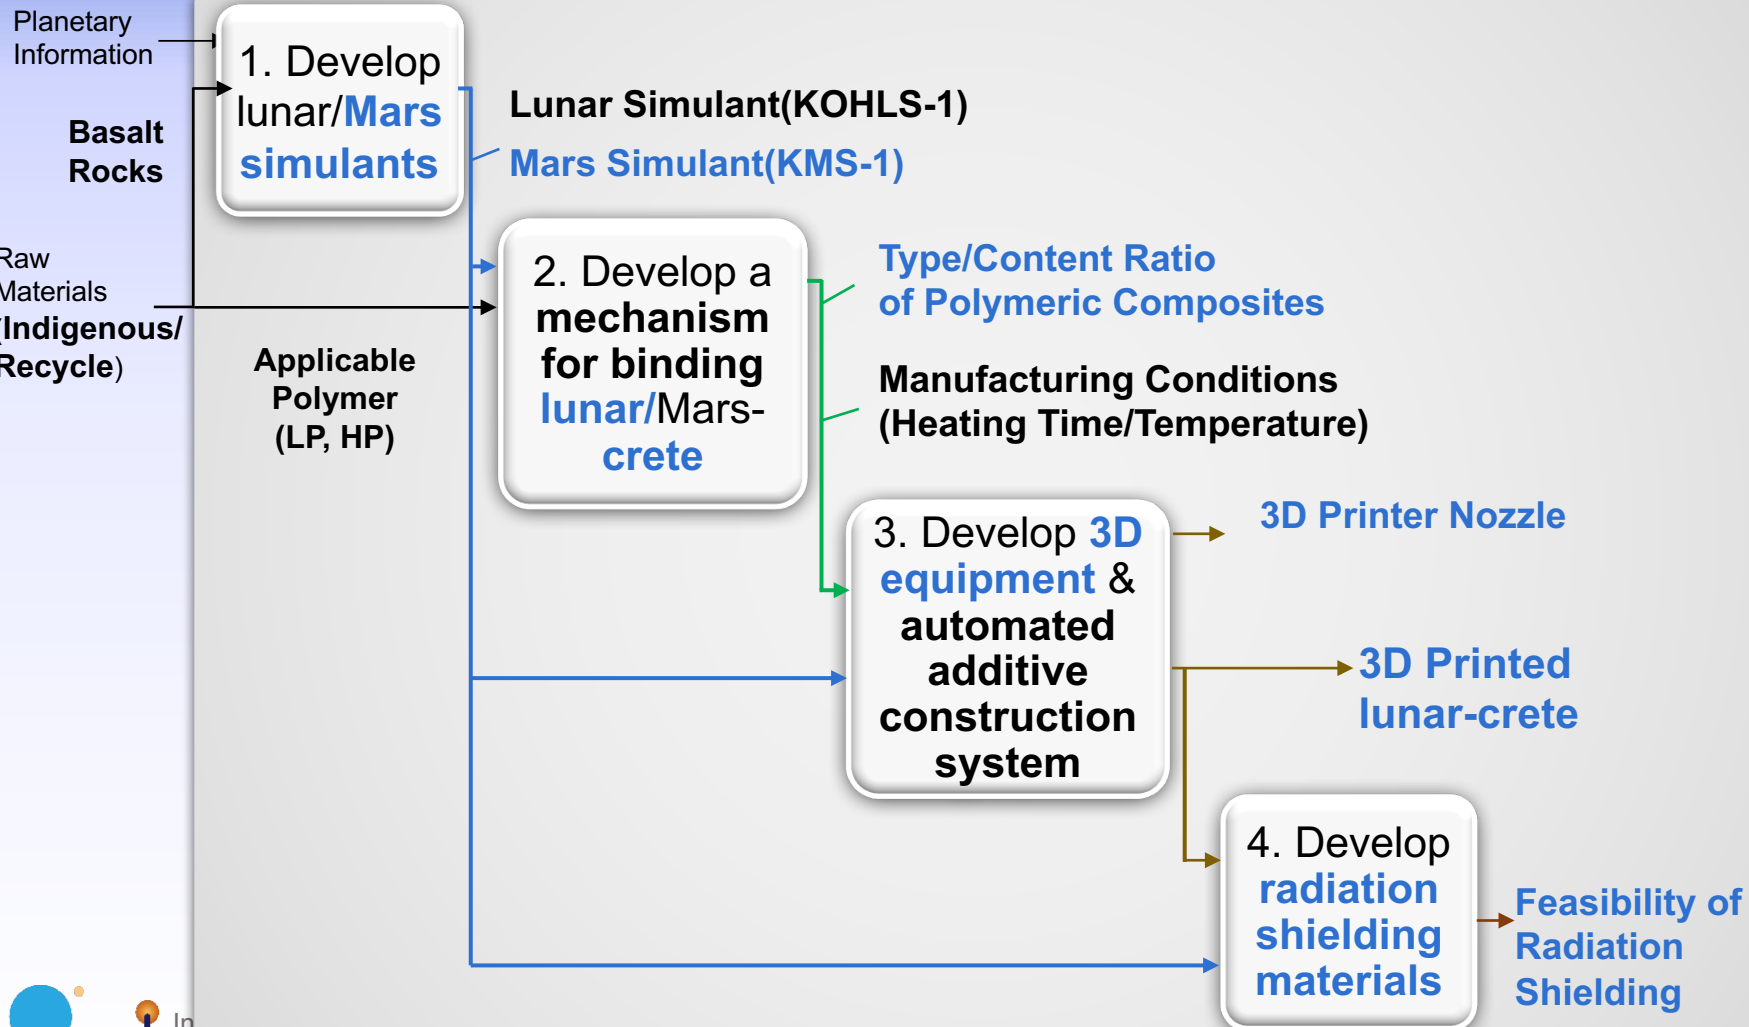 Planetary
Information
1. Develop
lunar/Mars
simulants
Basalt
Rocks
Lunar Simulant(KOHLS-1)
Mars Simulant(KMS-1)
Raw
Materials
(Indigenous/
Recycle)
Applicable
Polymer
(LP, HP)
2. Develop a
mechanism
for binding
lunar/Mars-
crete
Type/Content Ratio
of Polymeric Composites
Manufacturing Conditions
(Heating Time/Temperature)
3. Develop 3D
equipment &
automated
additive
construction
system
3D Printer Nozzle
3D Printed
lunar-crete
4. Develop
radiation
shielding
materials
Feasibility of
Radiation
Shielding